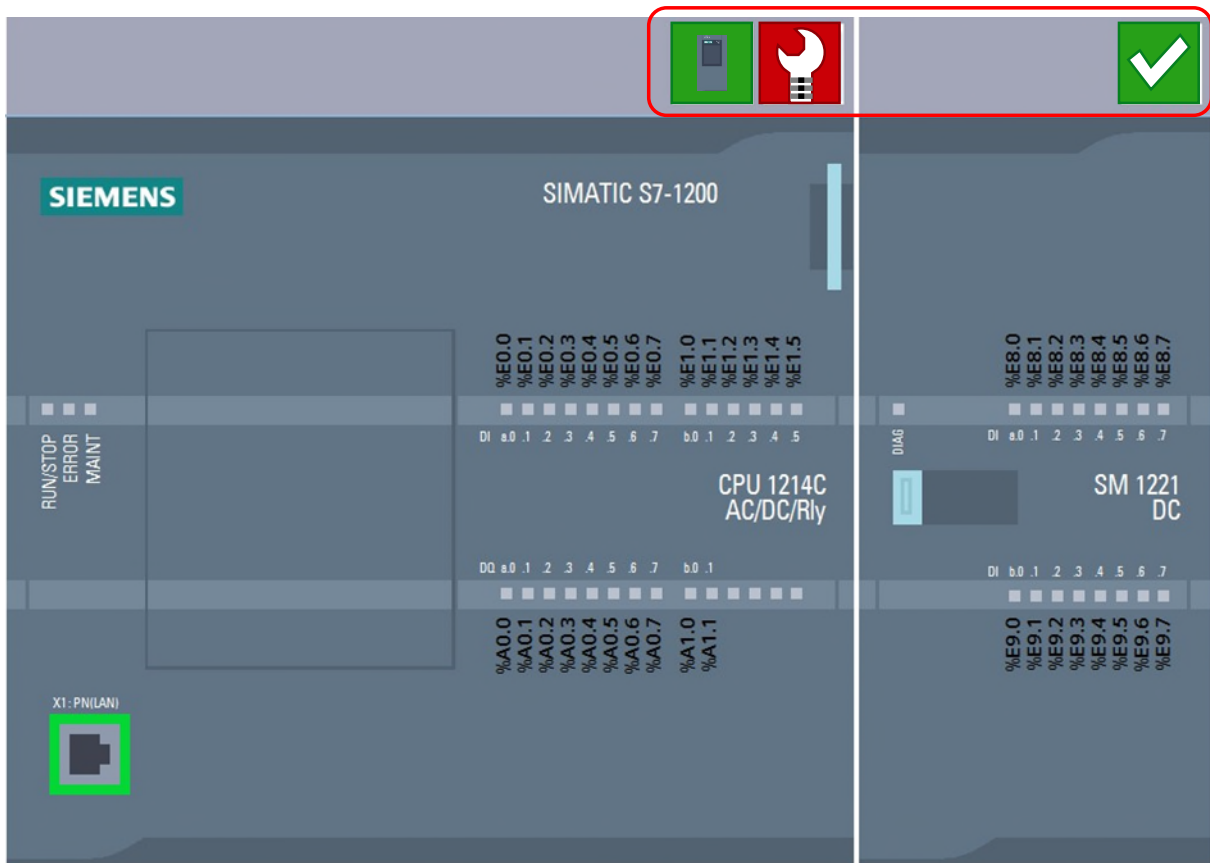 SIEMENS
SIMATIC S7-1200
%E0.0 %E0.1 %E0.2 %E0.3 %E0.4 %E0.5 %E0.6 %E0.7 %E1.0 %E1.1 %E1.2 %E1.3 %E1.4 %E1.5
%E8.0 %E8.1 %E8.2 %E8.3 %E8.4 %E8.5 %E8.6 %E8.7
RUN/STOP
ERROR
MAINT
DI a.0 .1 .2 .3 .4 .5 .6 .7 b.0 .1 .2 .3 .4 .5
DIAG
DI a.0 .1 .2 .3 .4 .5 .6 .7
CPU 1214C
AC/DC/Rly
SM 1221
DC
DQ a.0 .1 .2 .3 .4 .5 .6 .7 b.0 .1
DI b.0 .1 .2 .3 .4 .5 .6 .7
%A0.0 %A0.1 %A0.2 %A0.3 %A0.4 %A0.5 %A0.6 %A0.7 %A1.0 %A1.1
%E9.0 %E9.1 %E9.2 %E9.3 %E9.4 %E9.5 %E9.6 %E9.7
X1: PN(LAN)